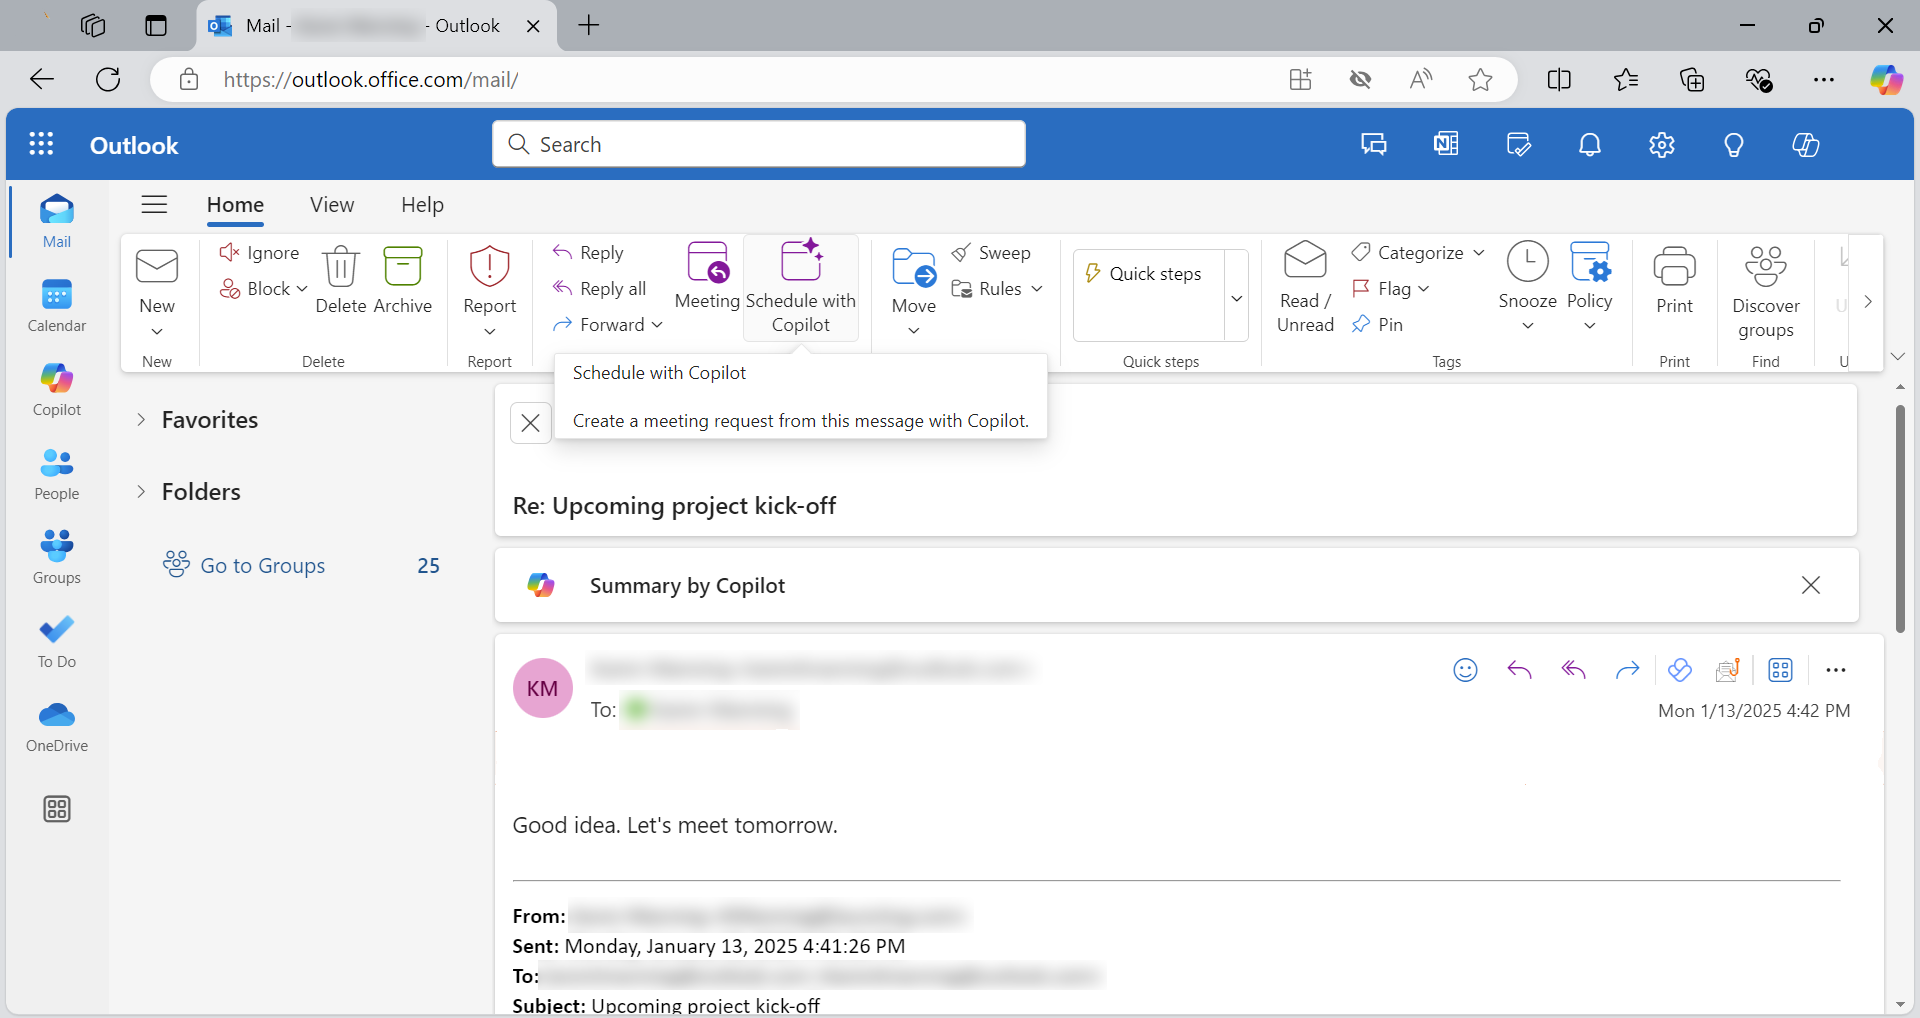 Mail -
- Outlook
https://outlook.office.com/mail/
Outlook
Search
Home
View
Help
New
New
Ignore
Block
Delete
Archive
Delete
Report
Report
Reply
Reply all
Forward
Meeting
Schedule with
Copilot
Move
Sweep
Rules
Quick steps
Quick steps
Read /
Unread
Categorize
Flag
Pin
Snooze
Policy
Tags
Print
Print
Discover
groups
Find
Schedule with Copilot
Create a meeting request from this message with Copilot.
Mail
Calendar
Copilot
People
Groups
To Do
OneDrive
Favorites
Folders
Go to Groups 25
Re: Upcoming project kick-off
Summary by Copilot
KM
To:
Mon 1/13/2025 4:42 PM
Good idea. Let's meet tomorrow.
From:
Sent: Monday, January 13, 2025 4:41:26 PM
To:
Subject: Upcoming project kick-off